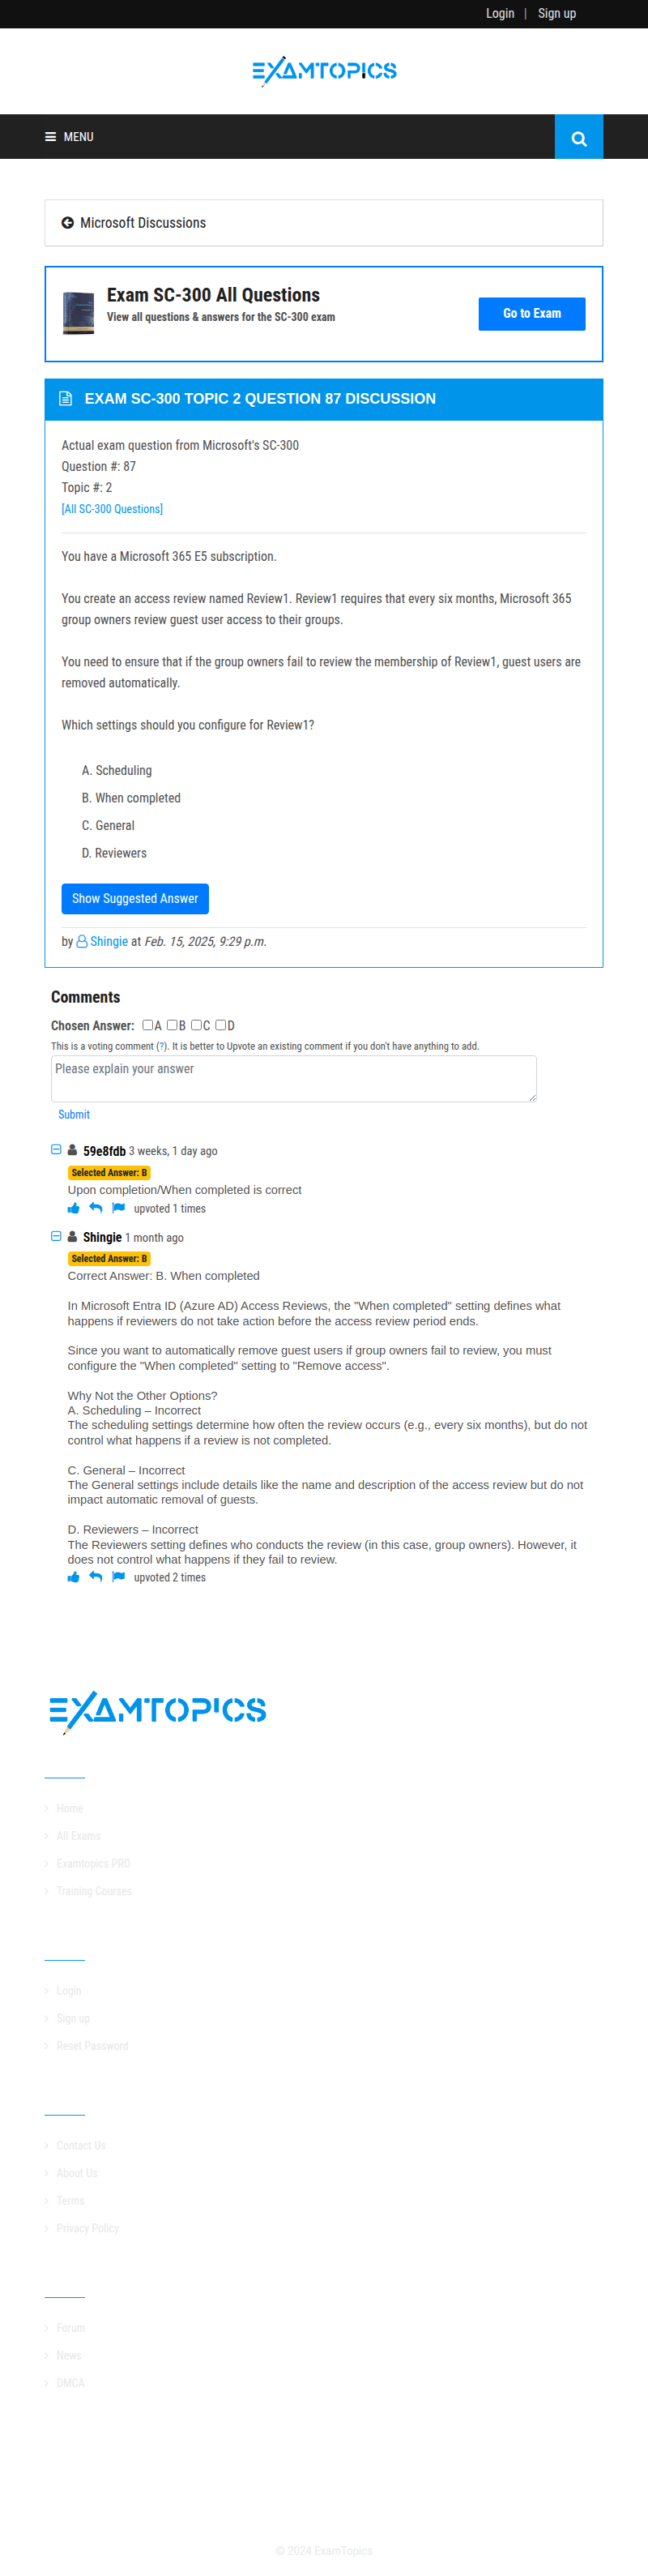 Login | Sign up
EXAMTOPICS
MENU
Microsoft Discussions
Exam SC-300 All Questions
View all questions & answers for the SC-300 exam
Go to Exam
EXAM SC-300 TOPIC 2 QUESTION 87 DISCUSSION
Actual exam question from Microsoft's SC-300
Question #: 87
Topic #: 2
[All SC-300 Questions]
You have a Microsoft 365 E5 subscription.
You create an access review named Review1. Review1 requires that every six months, Microsoft 365
group owners review guest user access to their groups.
You need to ensure that if the group owners fail to review the membership of Review1, guest users are
removed automatically.
Which settings should you configure for Review1?
A. Scheduling
B. When completed
C. General
D. Reviewers
Show Suggested Answer
by Shingie at Feb. 15, 2025, 9:29 p.m.
Comments
Chosen Answer: A B C D
This is a voting comment (?). It is better to Upvote an existing comment if you don't have anything to add.
Please explain your answer
Submit
59e8fdb 3 weeks, 1 day ago
Selected Answer: B
Upon completion/When completed is correct
upvoted 1 times
Shingie 1 month ago
Selected Answer: B
Correct Answer: B. When completed
In Microsoft Entra ID (Azure AD) Access Reviews, the "When completed" setting defines what
happens if reviewers do not take action before the access review period ends.
Since you want to automatically remove guest users if group owners fail to review, you must
configure the "When completed" setting to "Remove access".
Why Not the Other Options?
A. Scheduling – Incorrect
The scheduling settings determine how often the review occurs (e.g., every six months), but do not
control what happens if a review is not completed.
C. General – Incorrect
The General settings include details like the name and description of the access review but do not
impact automatic removal of guests.
D. Reviewers – Incorrect
The Reviewers setting defines who conducts the review (in this case, group owners). However, it
does not control what happens if they fail to review.
upvoted 2 times
EXAMTOPICS
Home
All Exams
Examtopics PRO
Training Courses
Login
Sign up
Reset Password
Contact Us
About Us
Terms
Privacy Policy
Forum
News
DMCA
© 2024 ExamTopics